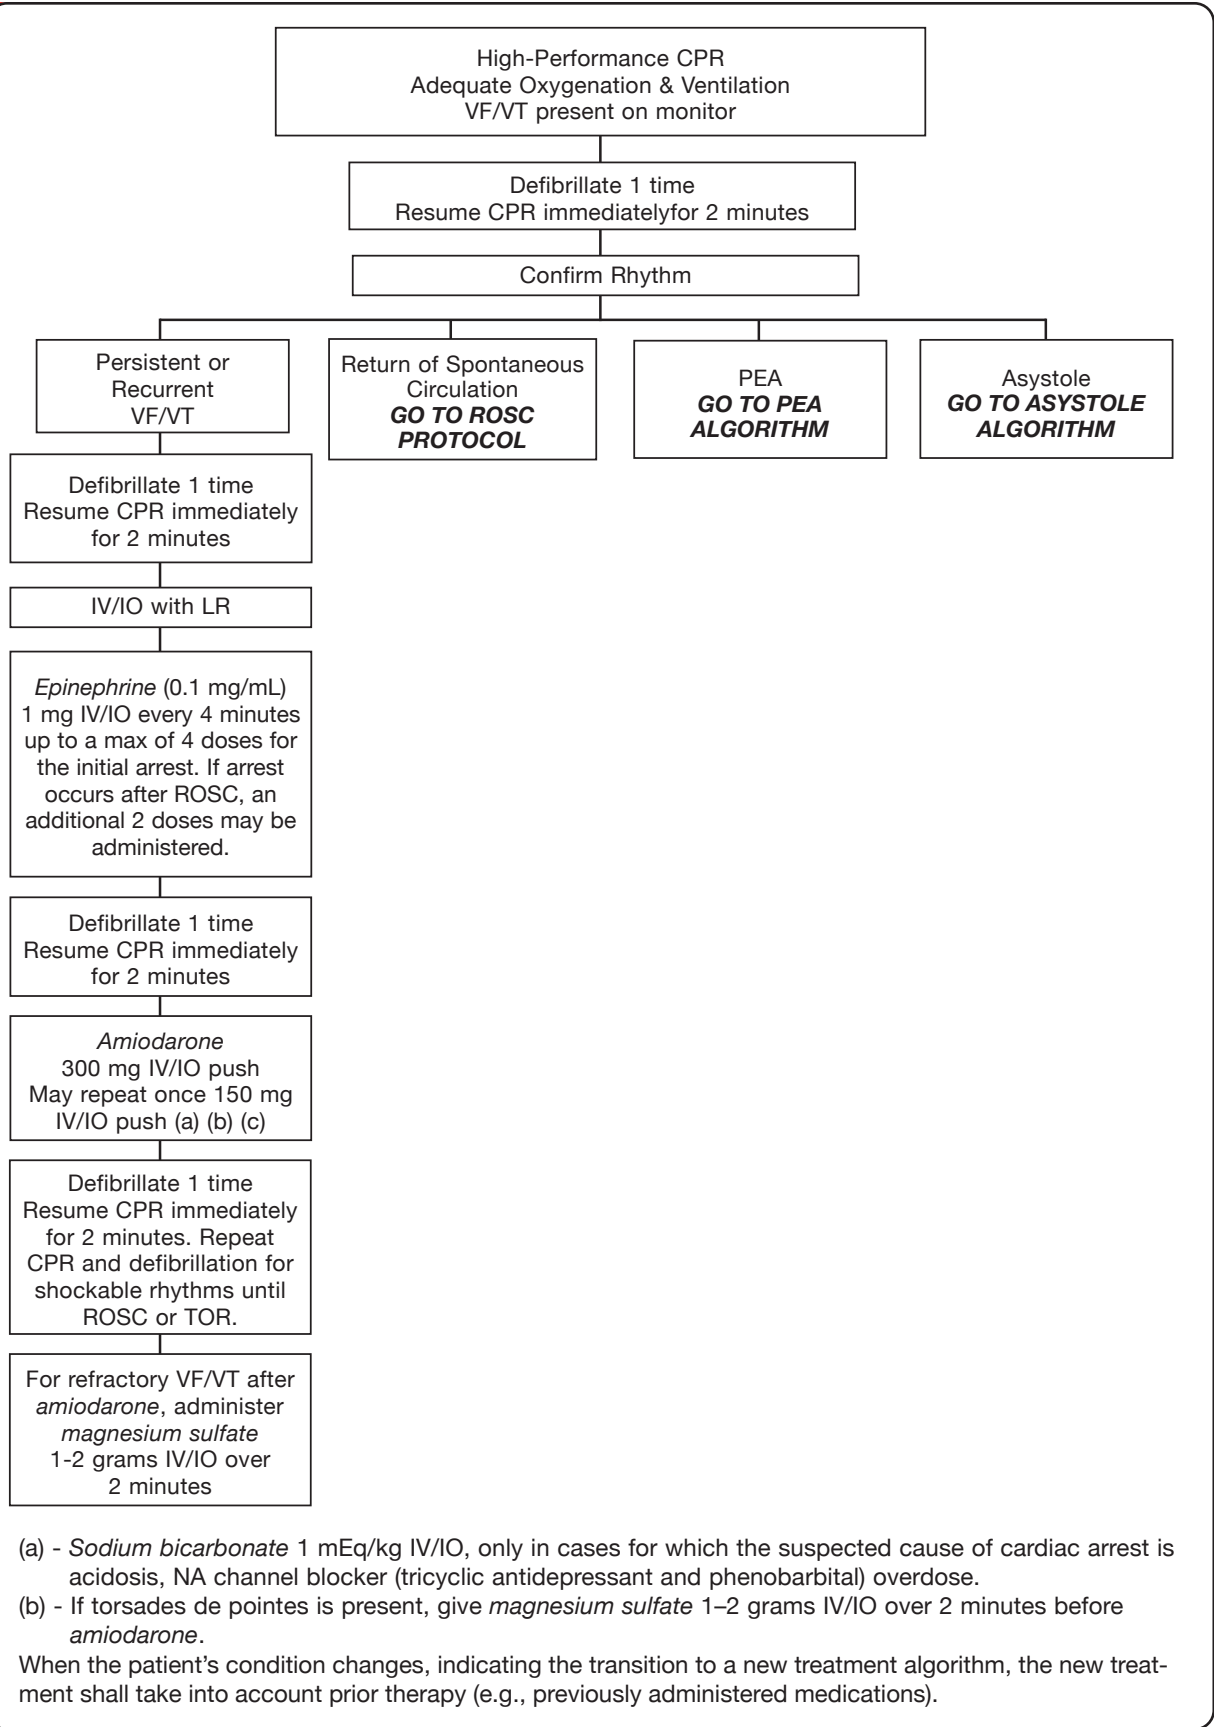 High-Performance CPR
Adequate Oxygenation & Ventilation
VF/VT present on monitor
Defibrillate 1 time
Resume CPR immediatelyfor 2 minutes
Confirm Rhythm
Persistent or
Recurrent
VF/VT
Return of Spontaneous
Circulation
GO TO ROSC
PROTOCOL
PEA
GO TO PEA
ALGORITHM
Asystole
GO TO ASYSTOLE
ALGORITHM
Defibrillate 1 time
Resume CPR immediately
for 2 minutes
IV/IO with LR
Epinephrine (0.1 mg/mL)
1 mg IV/IO every 4 minutes
up to a max of 4 doses for
the initial arrest. If arrest
occurs after ROSC, an
additional 2 doses may be
administered.
Defibrillate 1 time
Resume CPR immediately
for 2 minutes
Amiodarone
300 mg IV/IO push
May repeat once 150 mg
IV/IO push (a) (b) (c)
Defibrillate 1 time
Resume CPR immediately
for 2 minutes. Repeat
CPR and defibrillation for
shockable rhythms until
ROSC or TOR.
For refractory VF/VT after
amiodarone, administer
magnesium sulfate
1-2 grams IV/IO over
2 minutes
(a) - Sodium bicarbonate 1 mEq/kg IV/IO, only in cases for which the suspected cause of cardiac arrest is
acidosis, NA channel blocker (tricyclic antidepressant and phenobarbital) overdose.
(b) - If torsades de pointes is present, give magnesium sulfate 1–2 grams IV/IO over 2 minutes before
amiodarone.
When the patient's condition changes, indicating the transition to a new treatment algorithm, the new treat-
ment shall take into account prior therapy (e.g., previously administered medications).